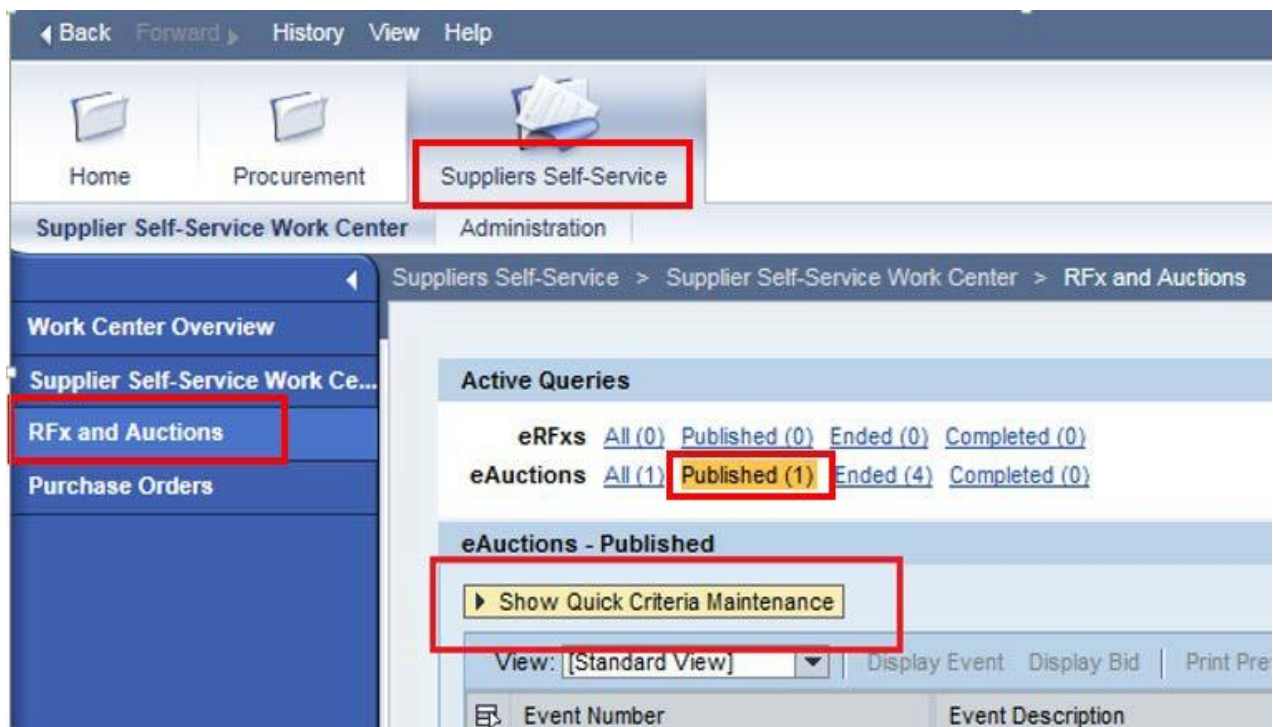 Back Forward History View Help
Home Procurement Suppliers Self-Service
Supplier Self-Service Work Center Administration
Suppliers Self-Service > Supplier Self-Service Work Center > RFx and Auctions
Work Center Overview
Supplier Self-Service Work Ce...
RFx and Auctions
Purchase Orders
Active Queries
eRFxs All (0) Published (0) Ended (0) Completed (0)
eAuctions All (1) Published (1) Ended (4) Completed (0)
eAuctions - Published
Show Quick Criteria Maintenance
View: [Standard View] Display Event Display Bid Print Pre
Event Number Event Description